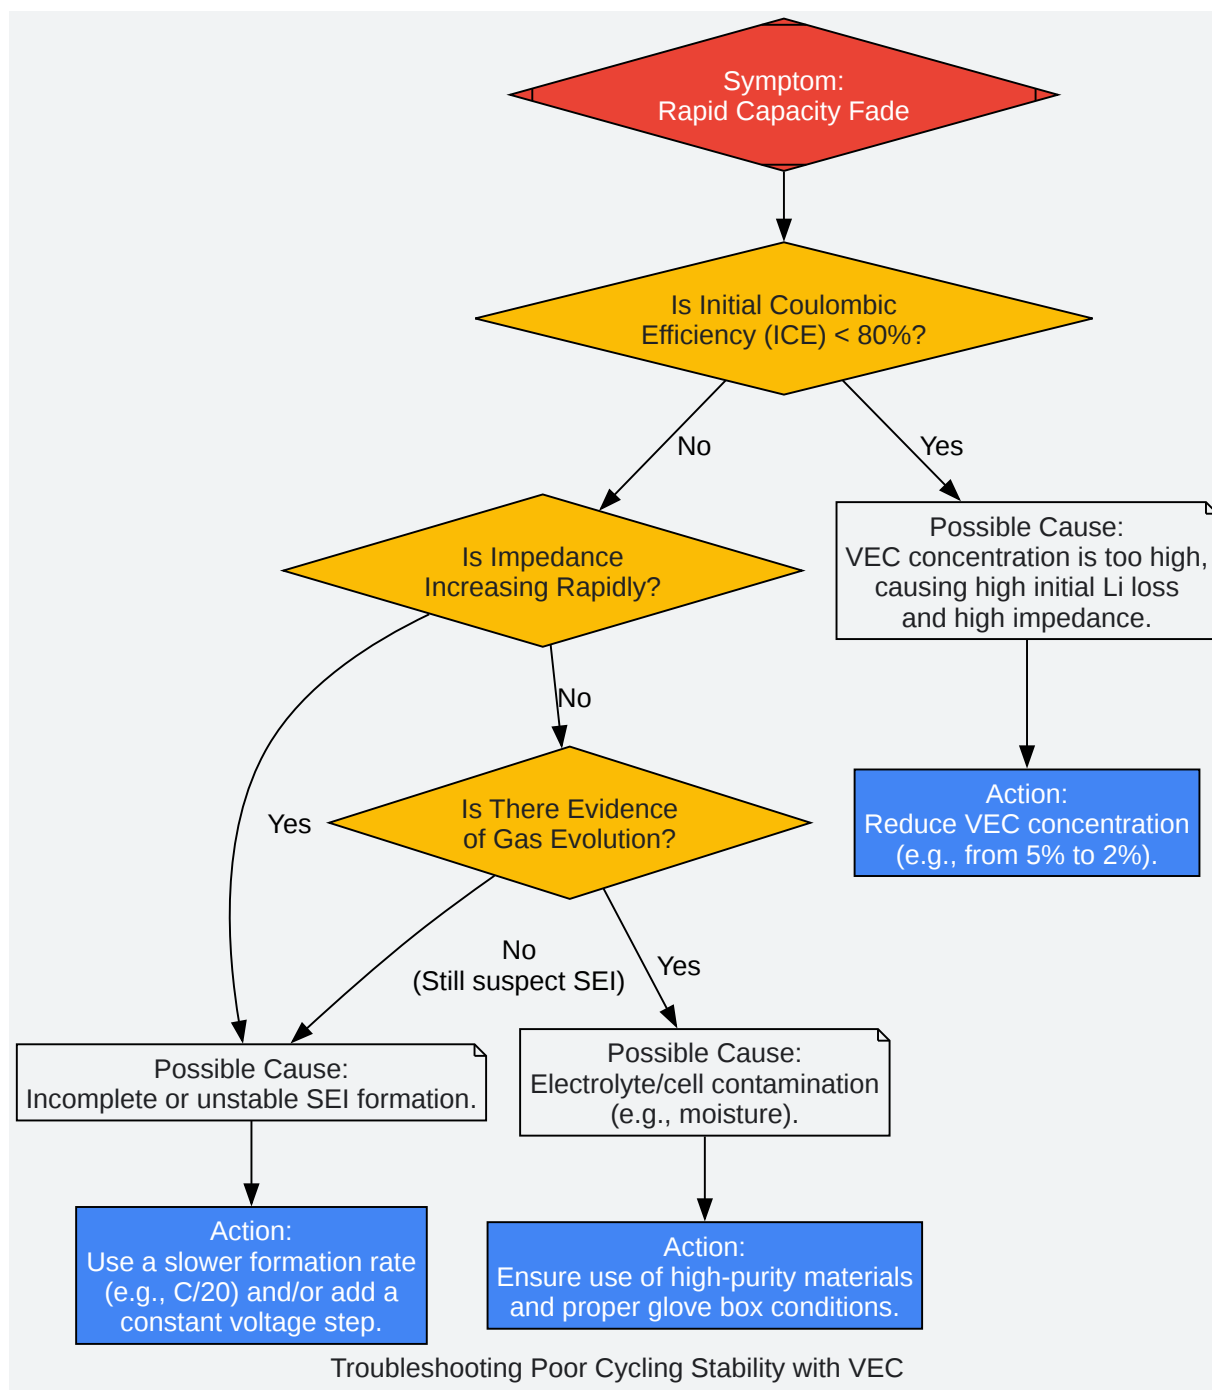 Symptom:
Rapid Capacity Fade
Is Initial Coulombic
Efficiency (ICE) < 80%?
No
Yes
Is Impedance
Increasing Rapidly?
Possible Cause:
VEC concentration is too high,
causing high initial Li loss
and high impedance.
No
Yes
Is There Evidence
of Gas Evolution?
Action:
Reduce VEC concentration
(e.g., from 5% to 2%).
No
(Still suspect SEI)
Yes
Possible Cause:
Incomplete or unstable SEI formation.
Possible Cause:
Electrolyte/cell contamination
(e.g., moisture).
Action:
Use a slower formation rate
(e.g., C/20) and/or add a
constant voltage step.
Action:
Ensure use of high-purity materials
and proper glove box conditions.
Troubleshooting Poor Cycling Stability with VEC